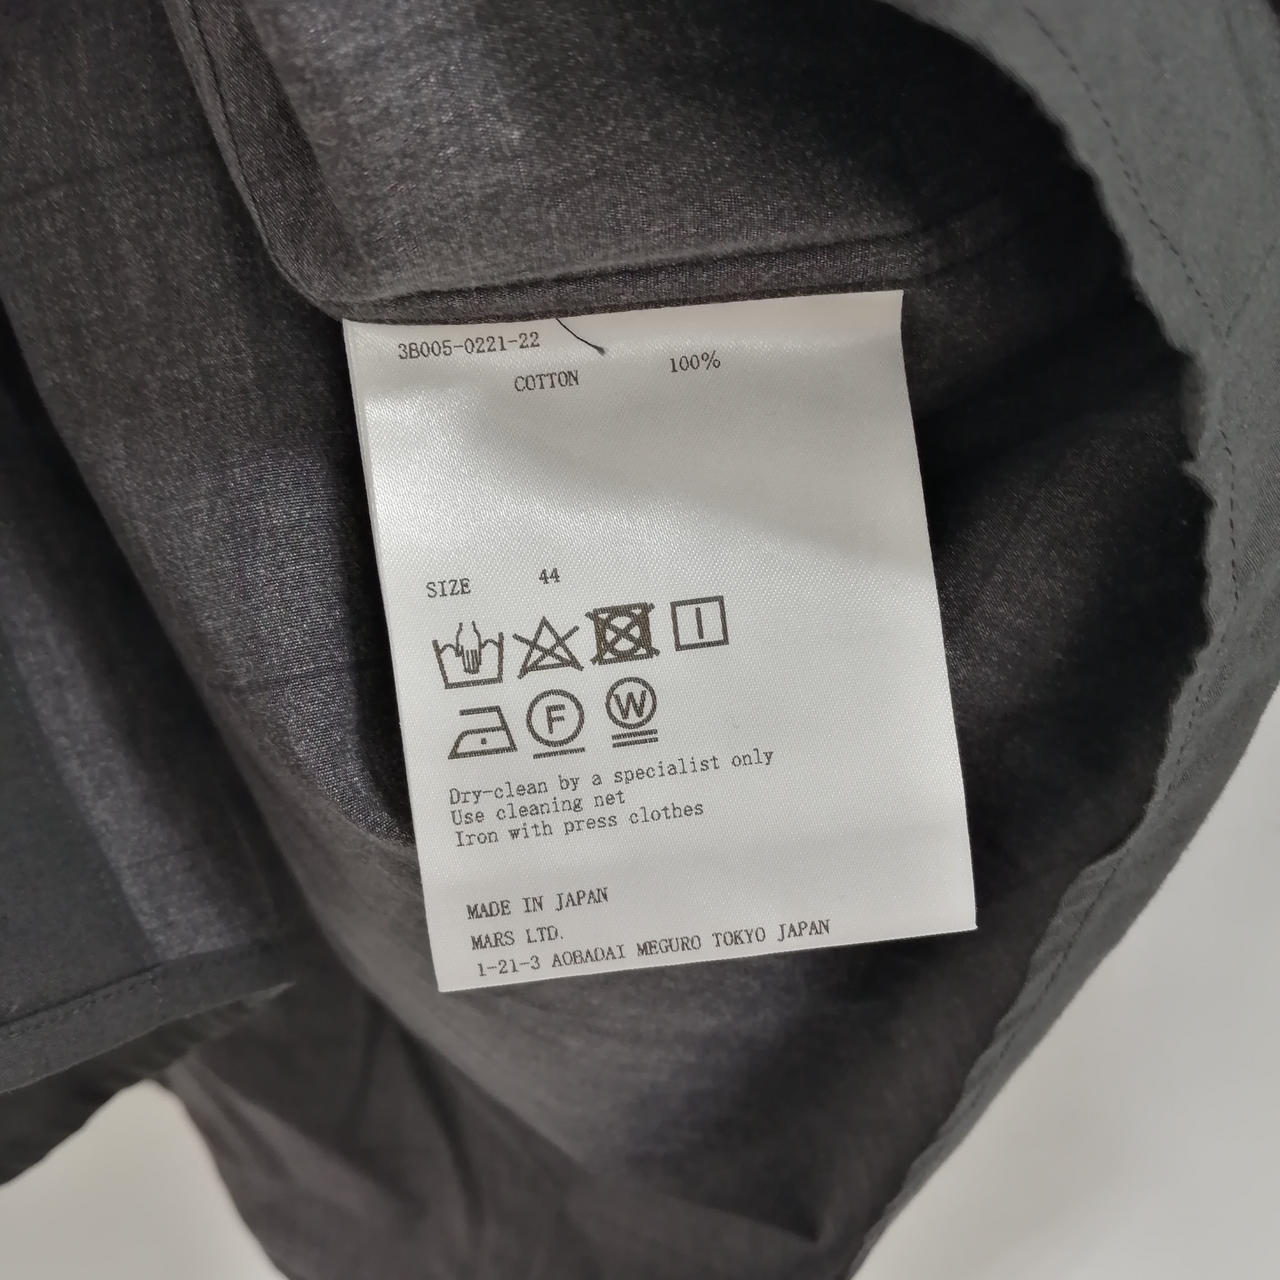 3B005-0221-22
COTTON 100%
SIZE 44
F W
Dry-clean by a specialist only
Use cleaning net
Iron with press clothes
MADE IN JAPAN
MARS LTD.
1-21-3 AOBADAI MEGURO TOKYO JAPAN